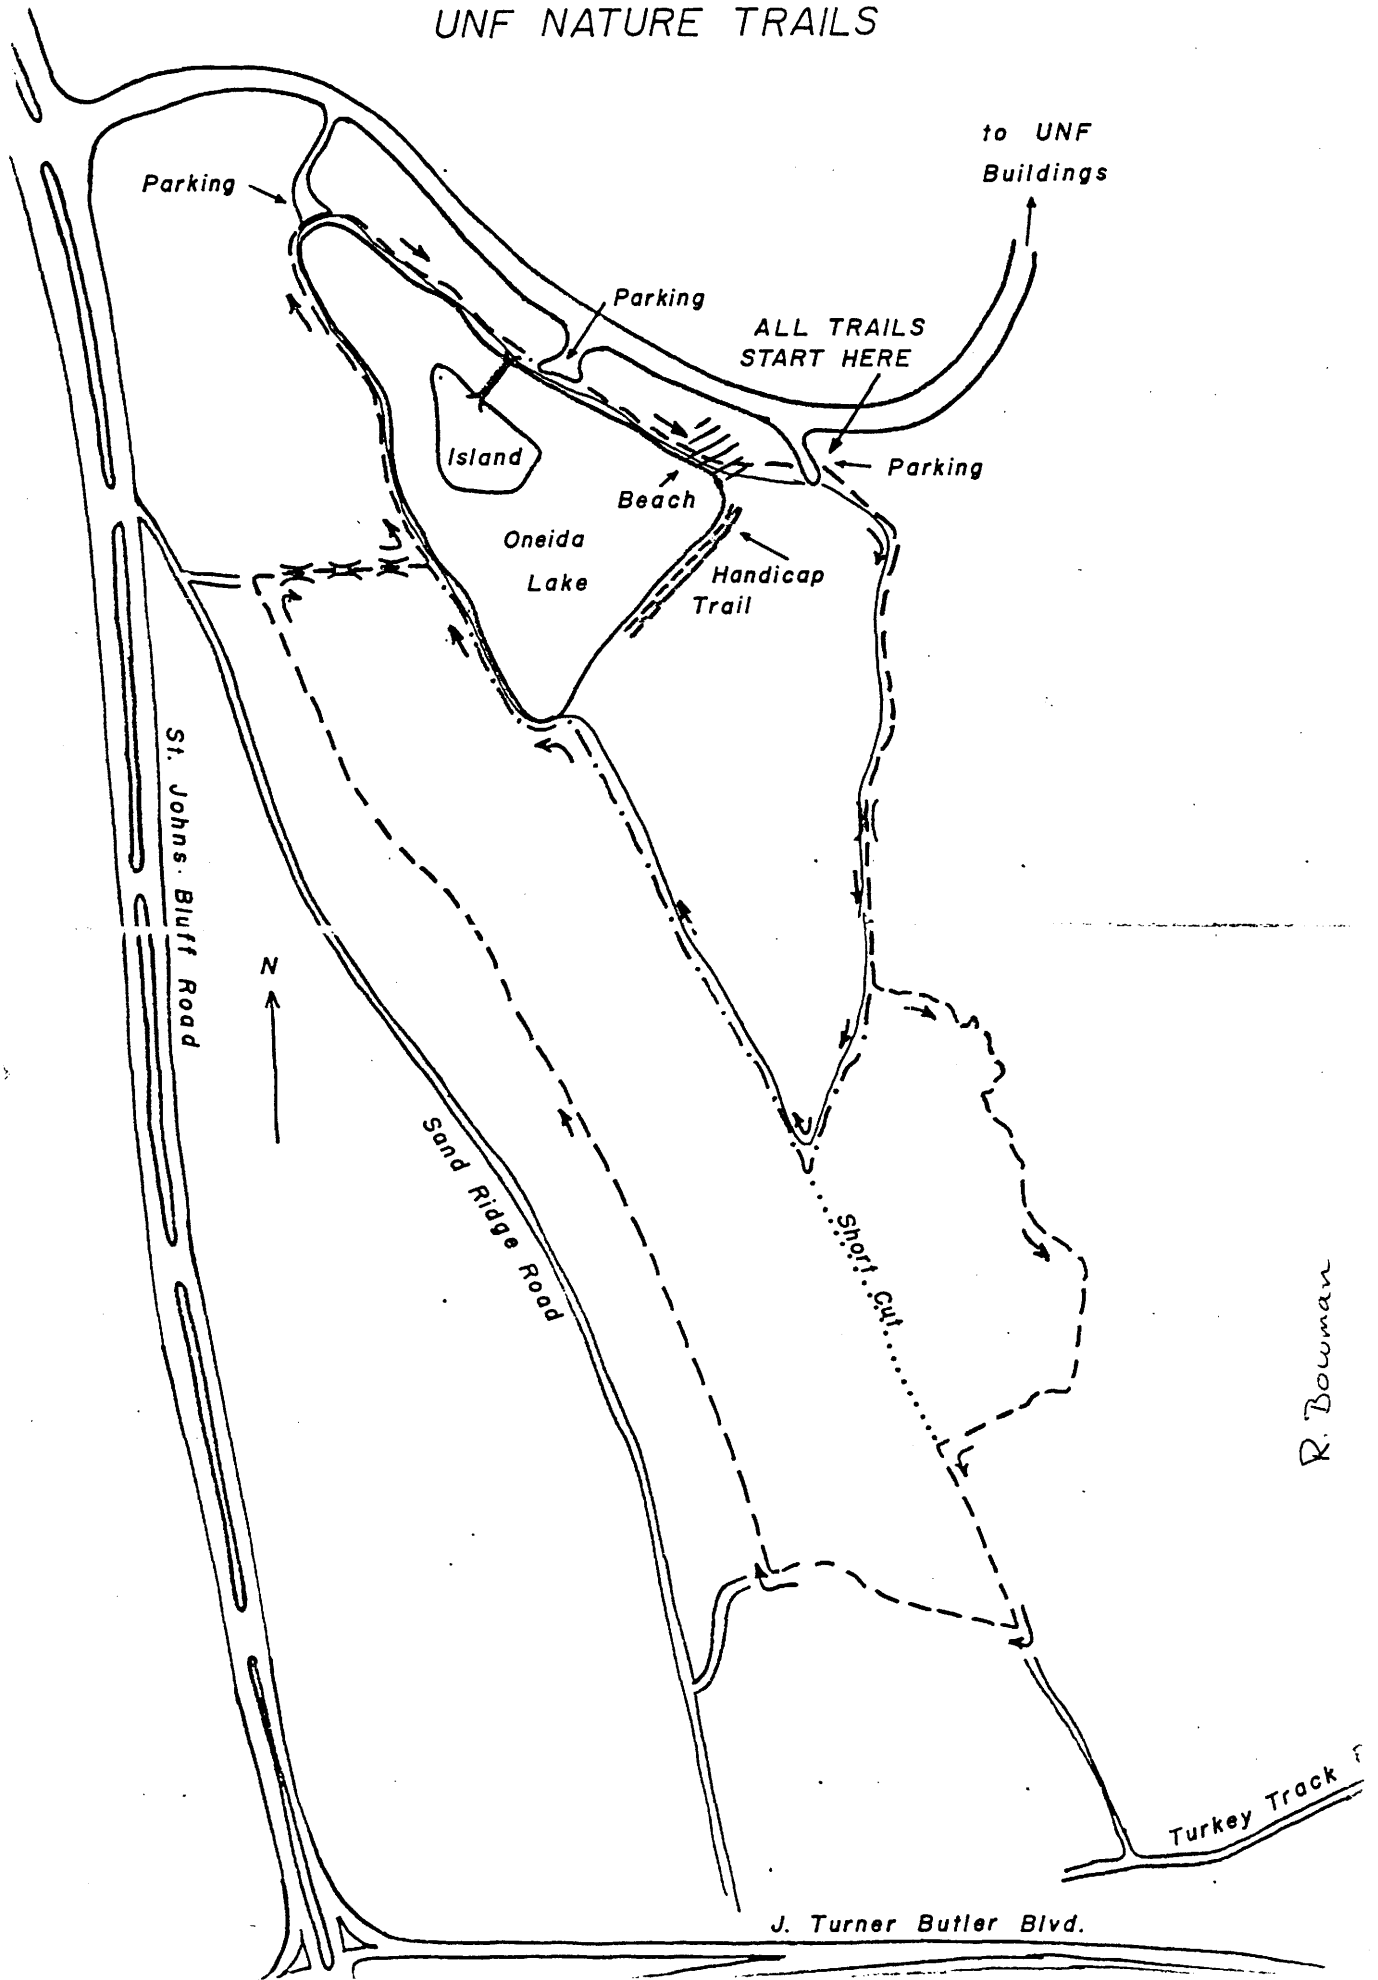 UNF NATURE TRAILS
to UNF
Buildings
Parking
Parking
ALL TRAILS
START HERE
Parking
Island
Beach
Oneida
Lake
Handicap
Trail
St. Johns Bluff Road
N
Sand Ridge Road
Short Cut
R. Bowman
Turkey Track
J. Turner Butler Blvd.